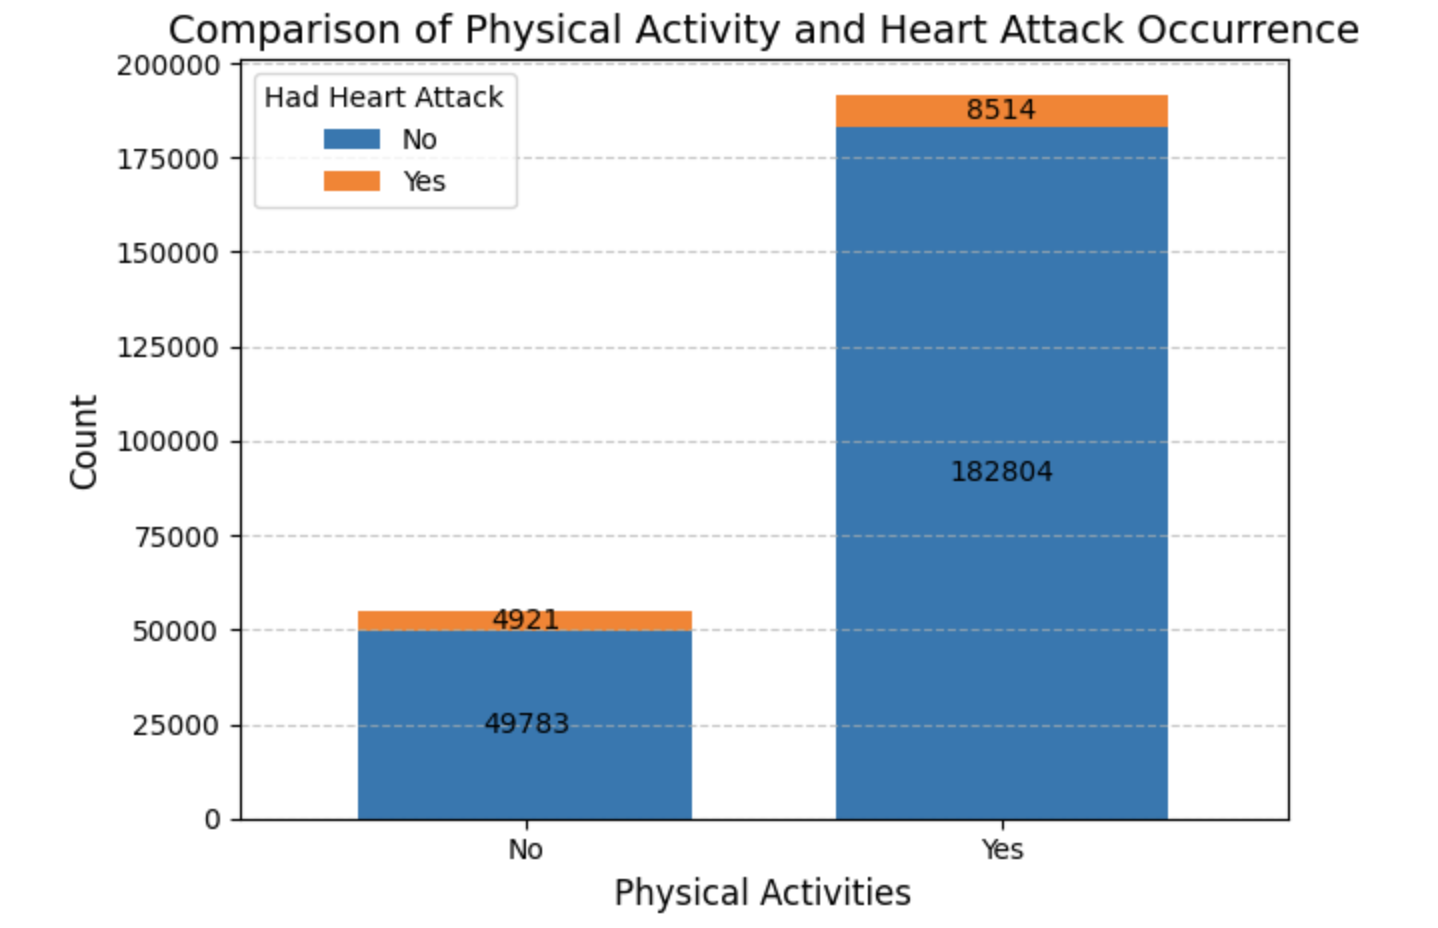 Comparison of Physical Activity and Heart Attack Occurrence
200000
175000
150000
125000
100000
75000
50000
25000
0
Count
Had Heart Attack
No
Yes
8514
182804
4921
49783
No
Yes
Physical Activities